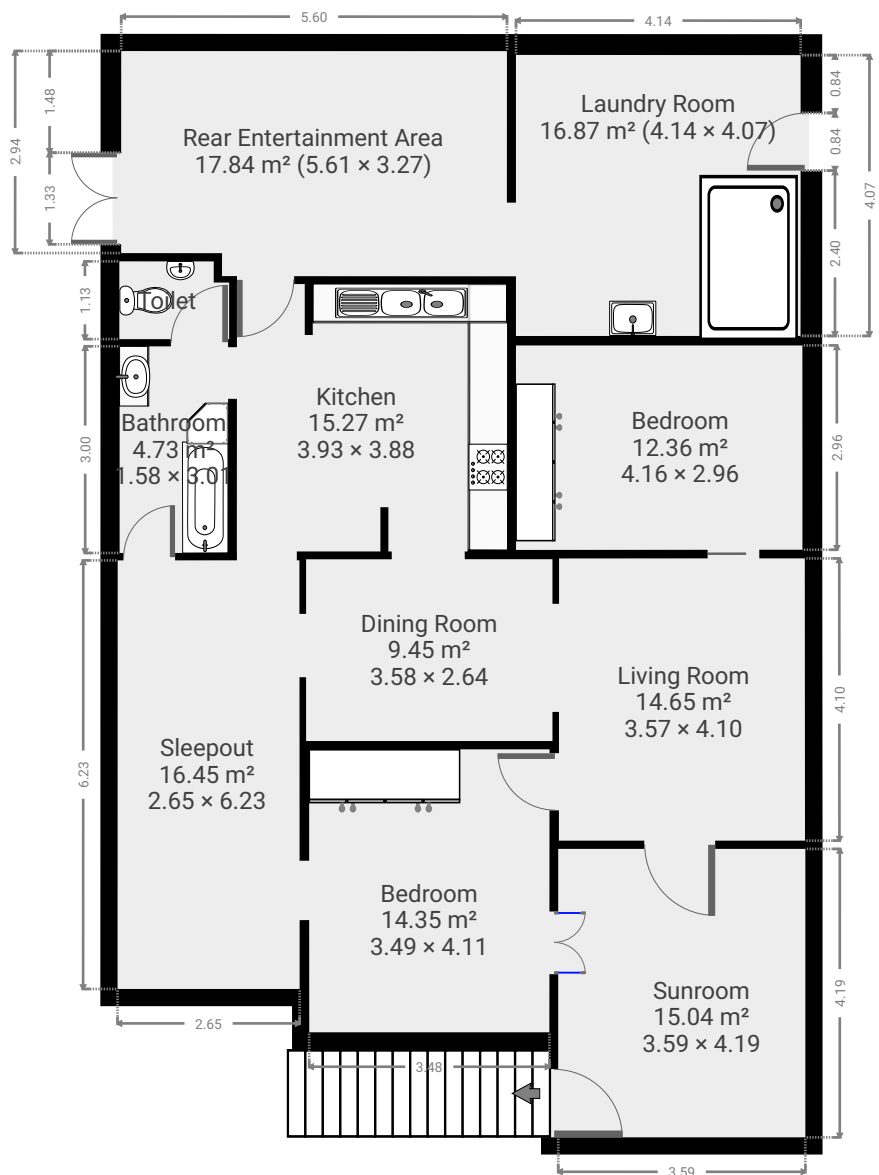 5.60
4.14
Rear Entertainment Area
17.84 m² (5.61 × 3.27)
Laundry Room
16.87 m² (4.14 × 4.07)
0.84
0.84
2.40
4.07
1.48
2.94
1.33
1.13
Toilet
Kitchen
15.27 m²
3.93 × 3.88
Bathroom
4.73 m²
1.58 × 3.01
3.00
Bedroom
12.36 m²
4.16 × 2.96
2.96
Dining Room
9.45 m²
3.58 × 2.64
Living Room
14.65 m²
3.57 × 4.10
4.10
Sleepout
16.45 m²
2.65 × 6.23
6.23
Bedroom
14.35 m²
3.49 × 4.11
Sunroom
15.04 m²
3.59 × 4.19
4.19
2.65
3.48
3.59